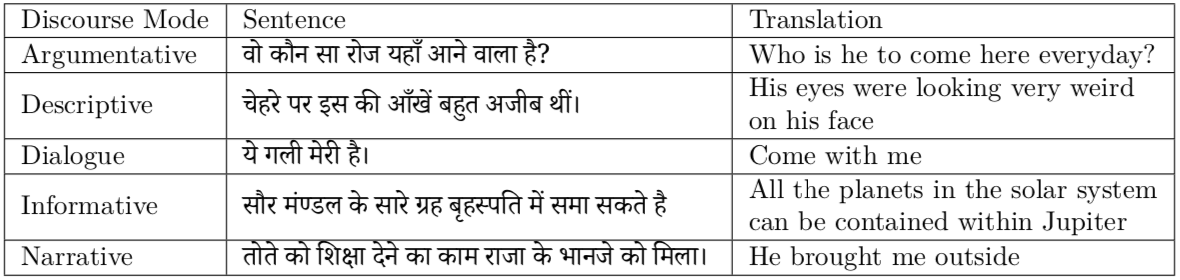 Discourse Mode Sentence Translation
Argumentative वो कौन सा रोज यहाँ आने वाला है? Who is he to come here everyday?
Descriptive चेहरे पर इस की आँखें बहुत अजीब थीं। His eyes were looking very weird
on his face
Dialogue ये गली मेरी है। Come with me
Informative सौर मंण्डल के सारे ग्रह बृहस्पति में समा सकते है All the planets in the solar system
can be contained within Jupiter
Narrative तोते को शिक्षा देने का काम राजा के भानजे को मिला। He brought me outside